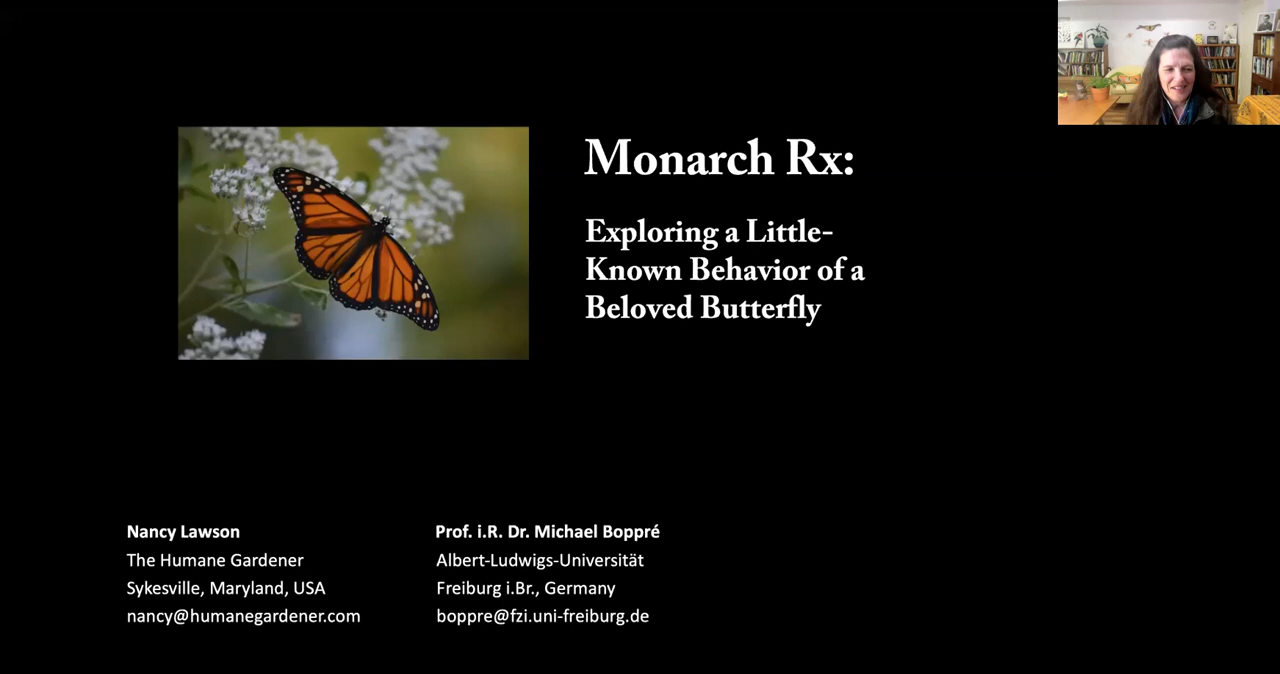 Monarch Rx:
Exploring a Little-
Known Behavior of a
Beloved Butterfly
Nancy Lawson
The Humane Gardener
Sykesville, Maryland, USA
nancy@humanegardener.com
Prof. i.R. Dr. Michael Boppré
Albert-Ludwigs-Universität
Freiburg i.Br., Germany
boppre@fzi.uni-freiburg.de